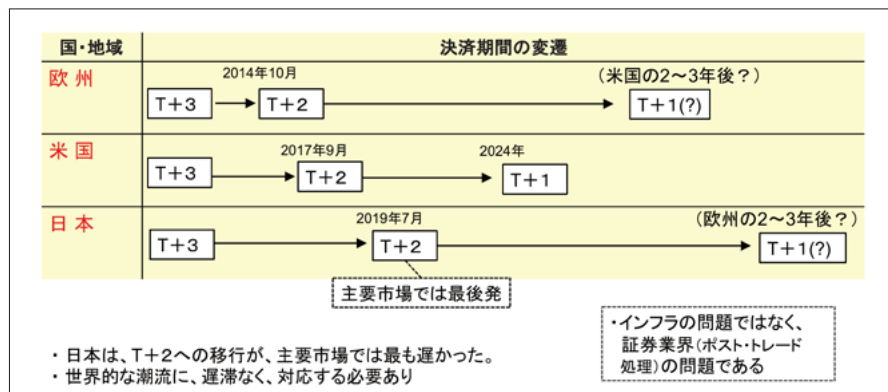 国・地域 決済期間の変遷
欧 州 2014年10月 (米国の2～3年後?)
T+3 T+2 T+1(?)
米 国 2017年9月 2024年
T+3 T+2 T+1
日 本 2019年7月 (欧州の2～3年後?)
T+3 T+2 T+1(?)
主要市場では最後発
・インフラの問題ではなく、
証券業界(ポスト・トレード
処理)の問題である
・日本は、T+2への移行が、主要市場では最も遅かった。
・世界的な潮流に、遅滞なく、対応する必要あり